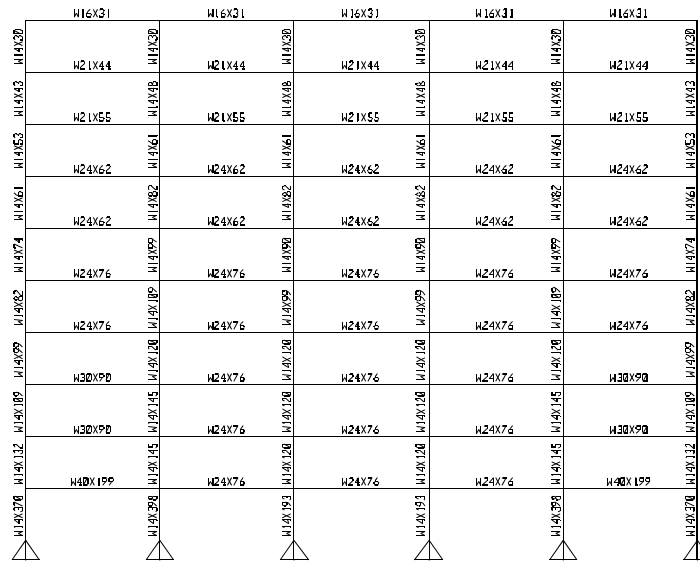 W16X31 W16X31 W16X31 W16X31 W16X31
W14X30 W14X30 W14X30 W14X30 W14X30 W14X30
W21X44 W21X44 W21X44 W21X44 W21X44
W14X43 W14X48 W14X48 W14X48 W14X48 W14X43
W21X55 W21X55 W21X55 W21X55 W21X55
W14X53 W14X61 W14X61 W14X61 W14X61 W14X53
W24X62 W24X62 W24X62 W24X62 W24X62
W14X61 W14X82 W14X82 W14X82 W14X82 W14X61
W24X62 W24X62 W24X62 W24X62 W24X62
W14X74 W14X99 W14X90 W14X90 W14X99 W14X74
W24X76 W24X76 W24X76 W24X76 W24X76
W14X82 W14X109 W14X99 W14X99 W14X109 W14X82
W24X76 W24X76 W24X76 W24X76 W24X76
W14X99 W14X120 W14X120 W14X120 W14X120 W14X99
W30X90 W24X76 W24X76 W24X76 W30X90
W14X109 W14X145 W14X120 W14X120 W14X145 W14X109
W30X90 W24X76 W24X76 W24X76 W30X90
W14X132 W14X145 W14X120 W14X120 W14X145 W14X132
W40X199 W24X76 W24X76 W24X76 W40X199
W14X370 W14X398 W14X193 W14X193 W14X398 W14X370